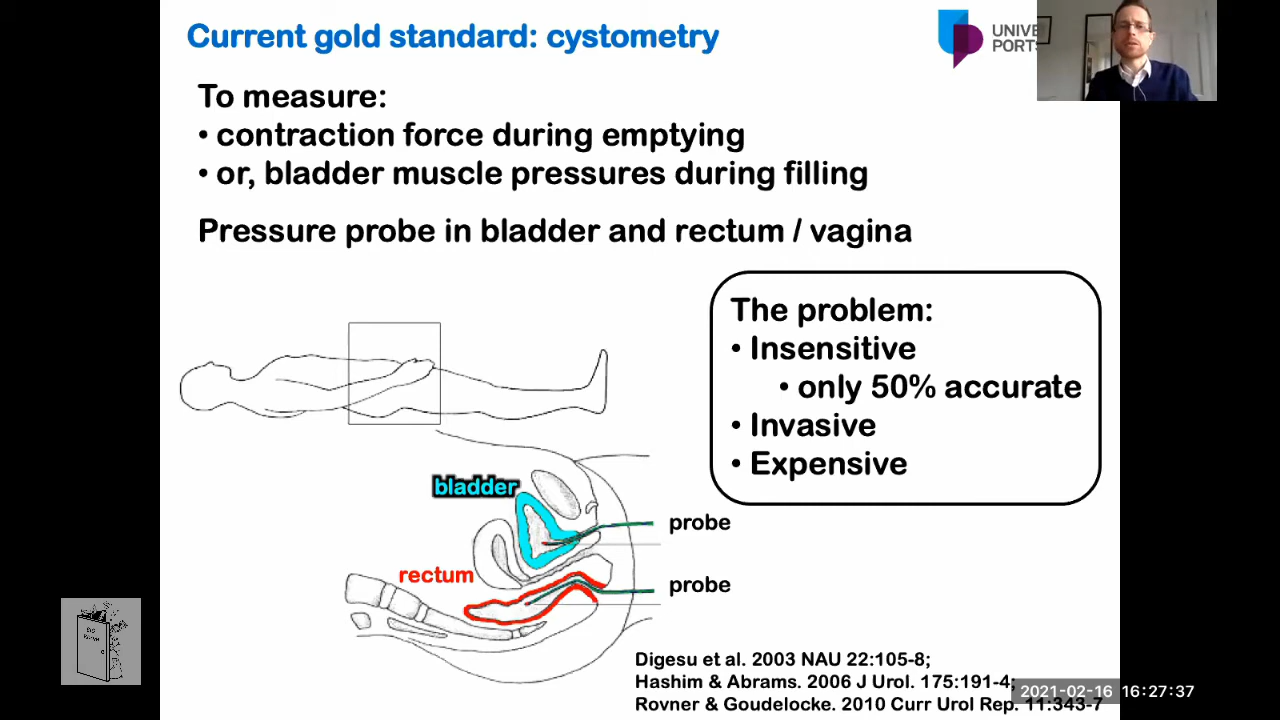 Current gold standard: cystometry
UNIVE
PORT
To measure:
• contraction force during emptying
• or, bladder muscle pressures during filling
Pressure probe in bladder and rectum / vagina
The problem:
• Insensitive
• only 50% accurate
• Invasive
• Expensive
bladder
probe
rectum
probe
Digesu et al. 2003 NAU 22:105-8;
Hashim & Abrams. 2006 J Urol. 175:191-4;
Rovner & Goudelocke. 2010 Curr Urol Rep. 11:343-7
2021-02-16 16:27:37